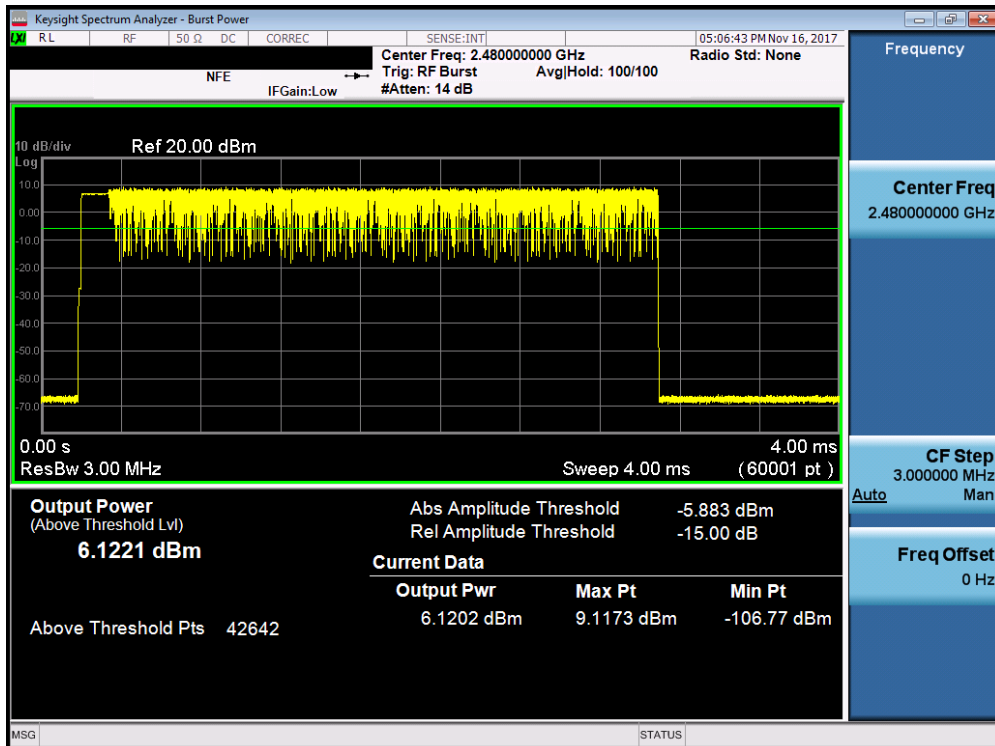 Keysight Spectrum Analyzer - Burst Power
LXI RL RF 50 Ω DC CORREC SENSE:INT 05:06:43 PM Nov 16, 2017
Center Freq: 2.480000000 GHz Radio Std: None
NFE Trig: RF Burst Avg|Hold: 100/100
IFGain:Low #Atten: 14 dB
10 dB/div Ref 20.00 dBm
Log
10.0
0.00
-10.0
-20.0
-30.0
-40.0
-50.0
-60.0
-70.0
0.00 s 4.00 ms
ResBw 3.00 MHz Sweep 4.00 ms (60001 pt)
Output Power
(Above Threshold Lvl)
6.1221 dBm
Above Threshold Pts 42642
Abs Amplitude Threshold -5.883 dBm
Rel Amplitude Threshold -15.00 dB
Current Data
Output Pwr Max Pt Min Pt
6.1202 dBm 9.1173 dBm -106.77 dBm
Frequency
Center Freq
2.480000000 GHz
CF Step
3.000000 MHz
Auto Man
Freq Offset
0 Hz
MSG STATUS